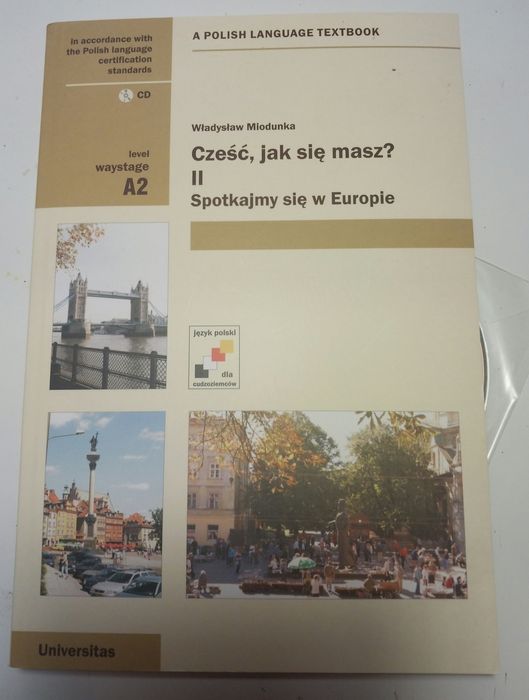 in accordance with
the Polish language
certification
standards
CD
level
waystage
A2
A POLISH LANGUAGE TEXTBOOK
Władysław Miodunka
Cześć, jak się masz?
II
Spotkajmy się w Europie
język polski
dla
cudzoziemców
Universitas